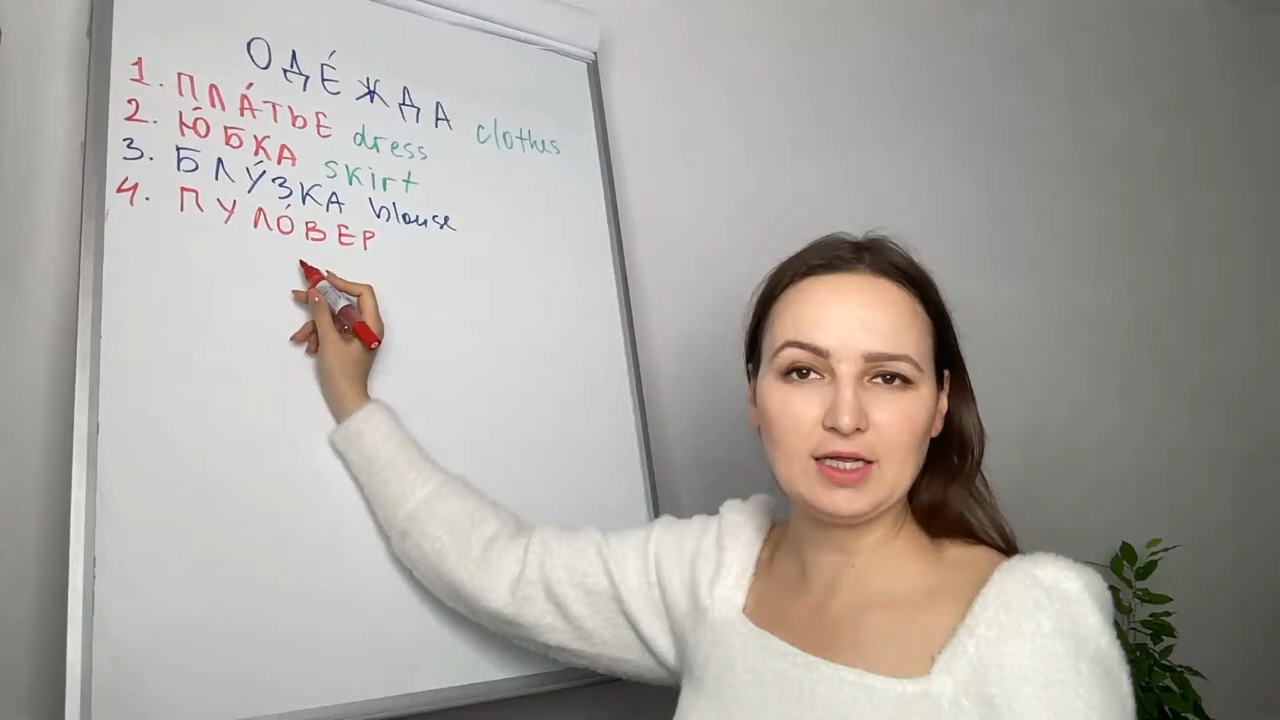 ОДЕ́ЖДА clothes
1. ПЛА́ТЬЕ dress
2. Ю́БКА skirt
3. БЛУ́ЗКА blouse
4. ПУЛО́ВЕР